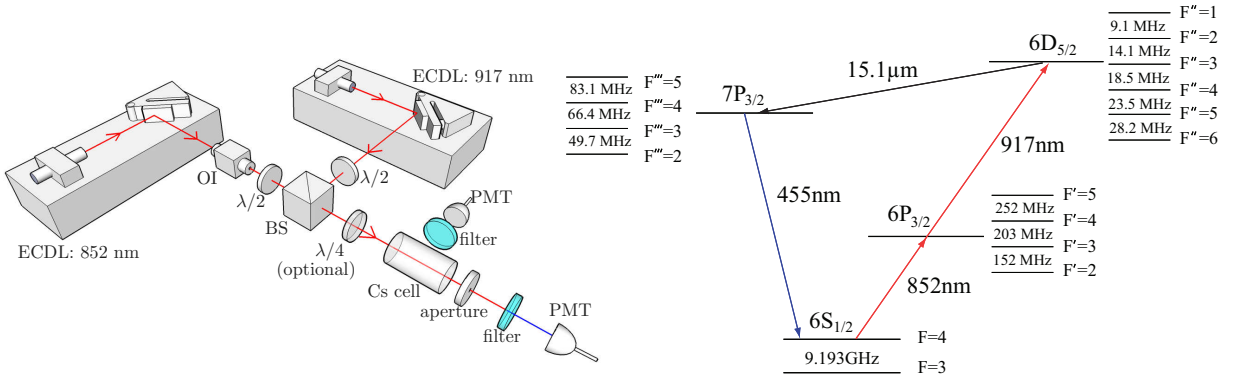 ECDL: 917 nm
OI
λ/2
λ/2
BS
PMT
filter
ECDL: 852 nm
λ/4
(optional)
Cs cell
aperture
filter
PMT
83.1 MHz
66.4 MHz
49.7 MHz
F‴=5
F‴=4
F‴=3
F‴=2
7P3/2
15.1µm
6D5/2
9.1 MHz
14.1 MHz
18.5 MHz
23.5 MHz
28.2 MHz
F″=1
F″=2
F″=3
F″=4
F″=5
F″=6
917nm
455nm
6P3/2
252 MHz
203 MHz
152 MHz
F'=5
F'=4
F'=3
F'=2
852nm
6S1/2
9.193GHz
F=4
F=3